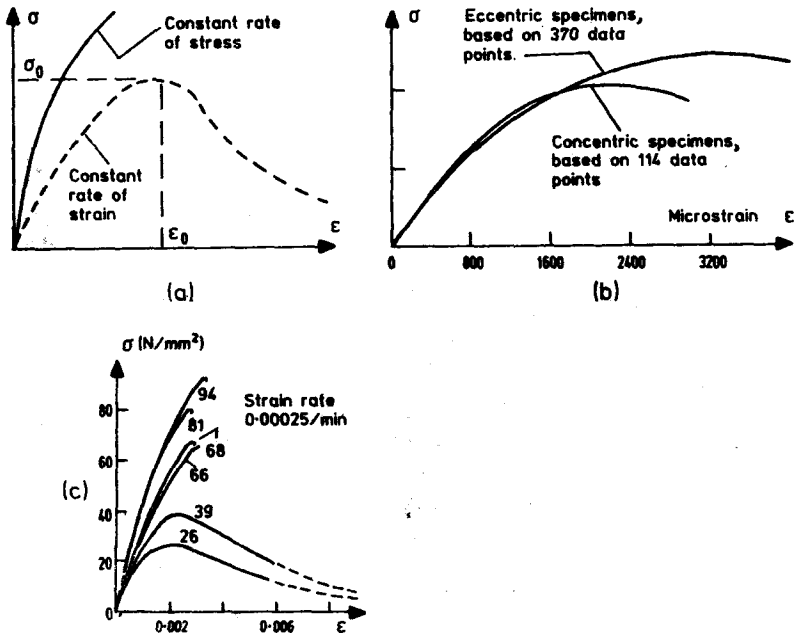 σ
Constant rate
of stress
σ₀
Constant
rate of
strain
ε₀
ε
(a)
σ
Eccentric specimens,
based on 370 data
points.
Concentric specimens,
based on 114 data
points
Microstrain ε
0 800 1600 2400 3200
(b)
σ (N/mm²)
80
60
40
20
0
94
81
68
66
39
26
Strain rate
0·00025/min
(c)
0·002 0·006 ε